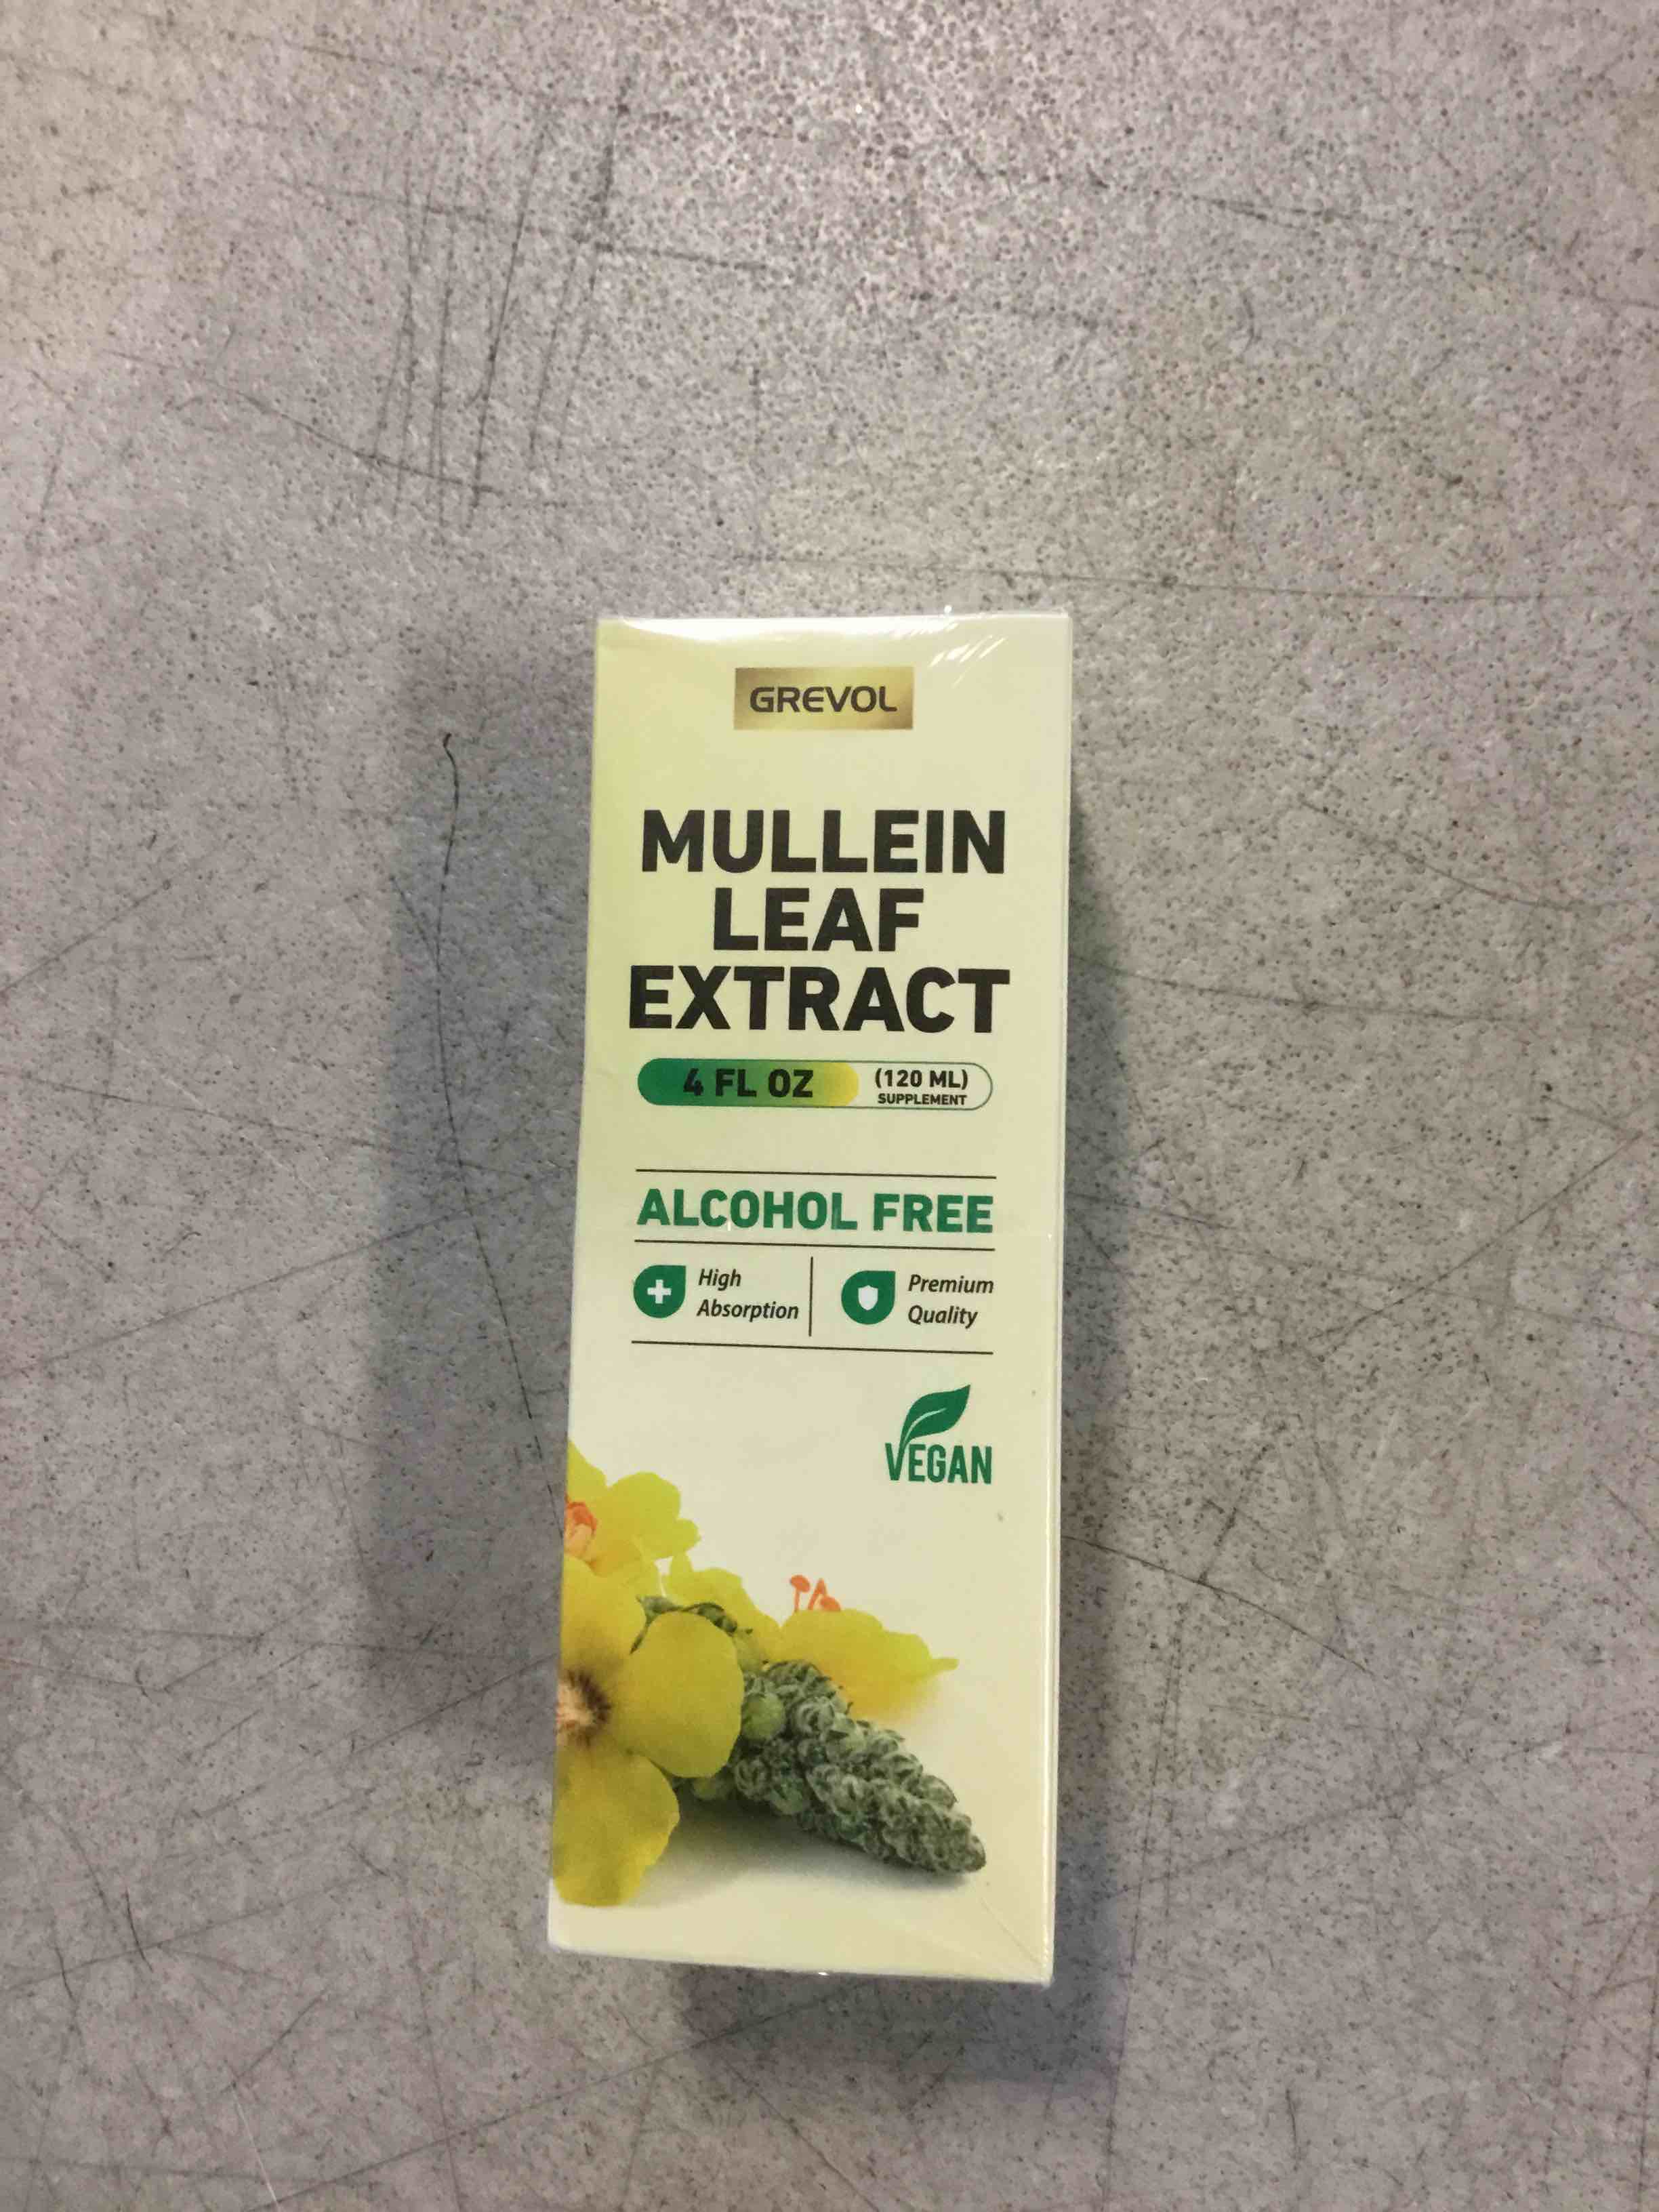 GREVOL
MULLEIN
LEAF
EXTRACT
4 FL OZ (120 ML)
SUPPLEMENT
ALCOHOL FREE
High
Absorption
Premium
Quality
VEGAN